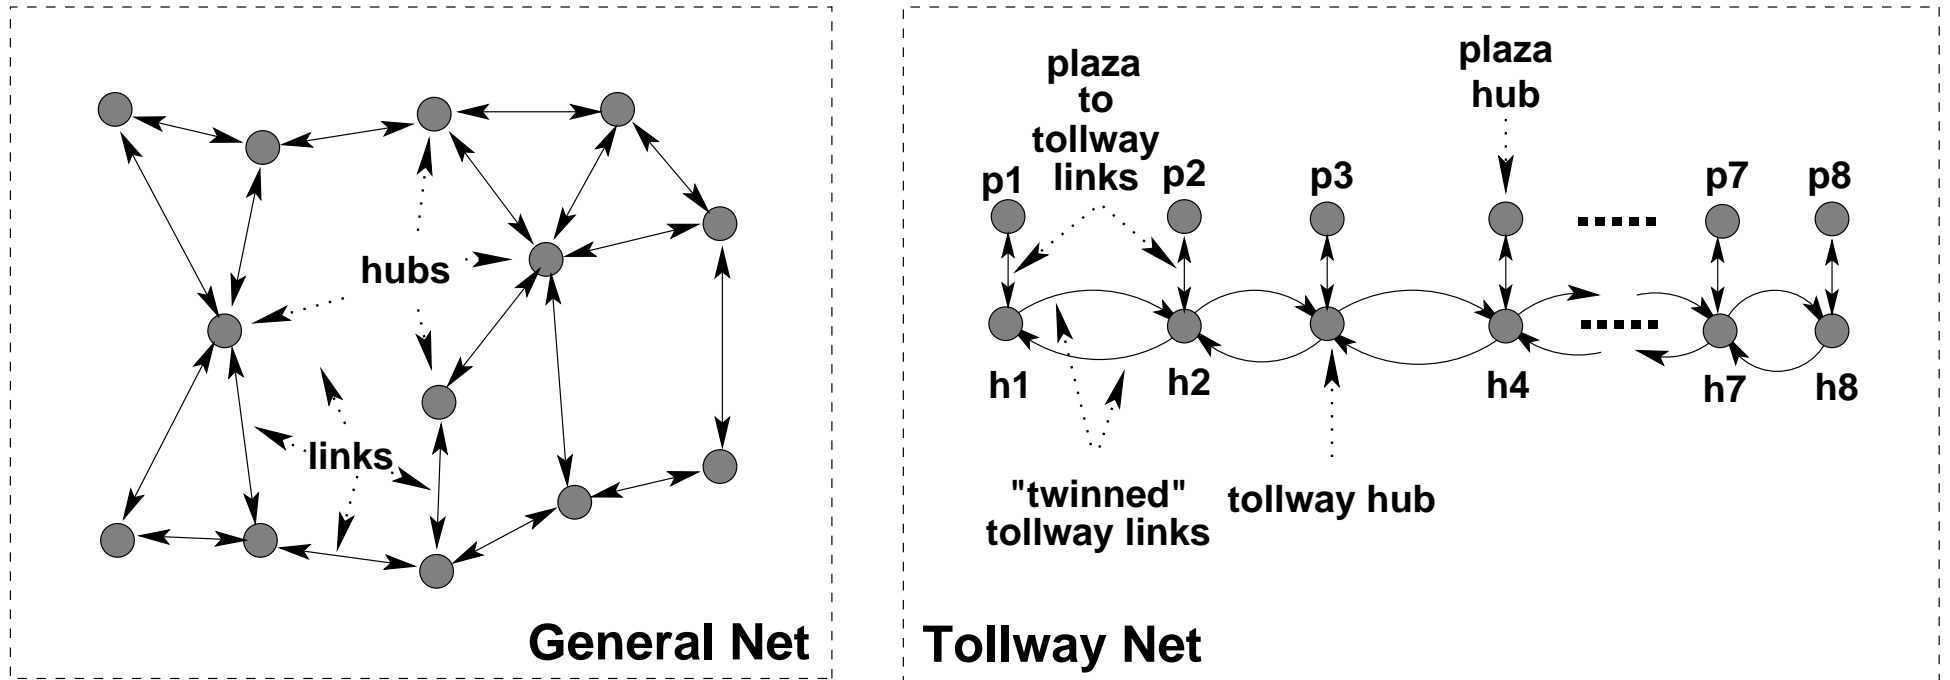 hubs
links
General Net
plaza
to
tollway
links
plaza
hub
p1
p2
p3
p7
p8
h1
h2
h4
h7
h8
"twinned"
tollway links
tollway hub
Tollway Net